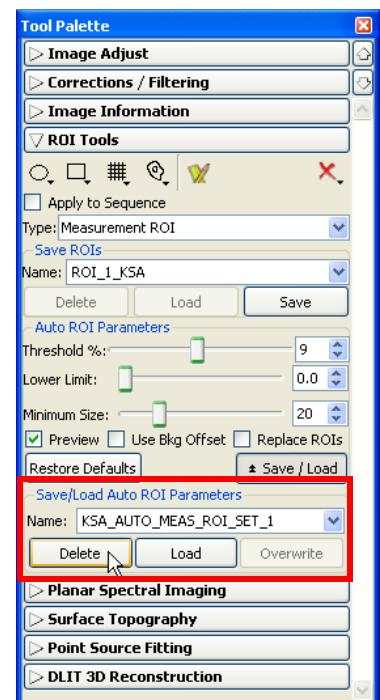 Tool Palette
Image Adjust
Corrections / Filtering
Image Information
ROI Tools
Apply to Sequence
Type: Measurement ROI
Save ROIs
Name: ROI_1_KSA
Delete Load Save
Auto ROI Parameters
Threshold %: 9
Lower Limit: 0.0
Minimum Size: 20
Preview Use Bkg Offset Replace ROIs
Restore Defaults Save / Load
Save/Load Auto ROI Parameters
Name: KSA_AUTO_MEAS_ROI_SET_1
Delete Load Overwrite
Planar Spectral Imaging
Surface Topography
Point Source Fitting
DLIT 3D Reconstruction